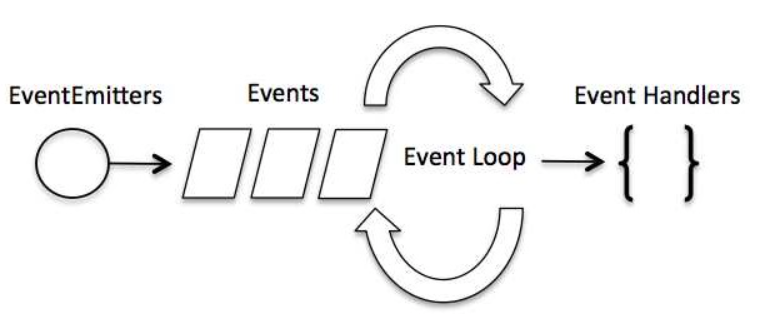 EventEmitters
Events
Event Handlers
Event Loop
{ }